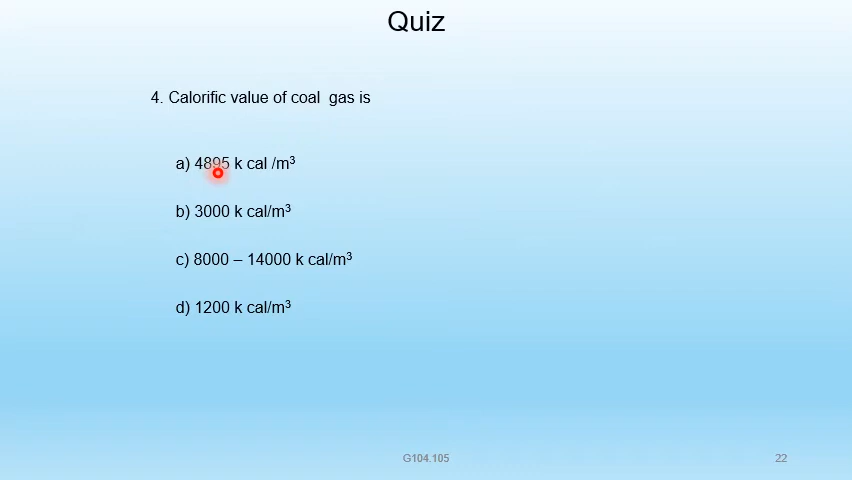 Quiz
4. Calorific value of coal gas is
a) 4895 k cal /m³
b) 3000 k cal/m³
c) 8000 – 14000 k cal/m³
d) 1200 k cal/m³
G104.105
22